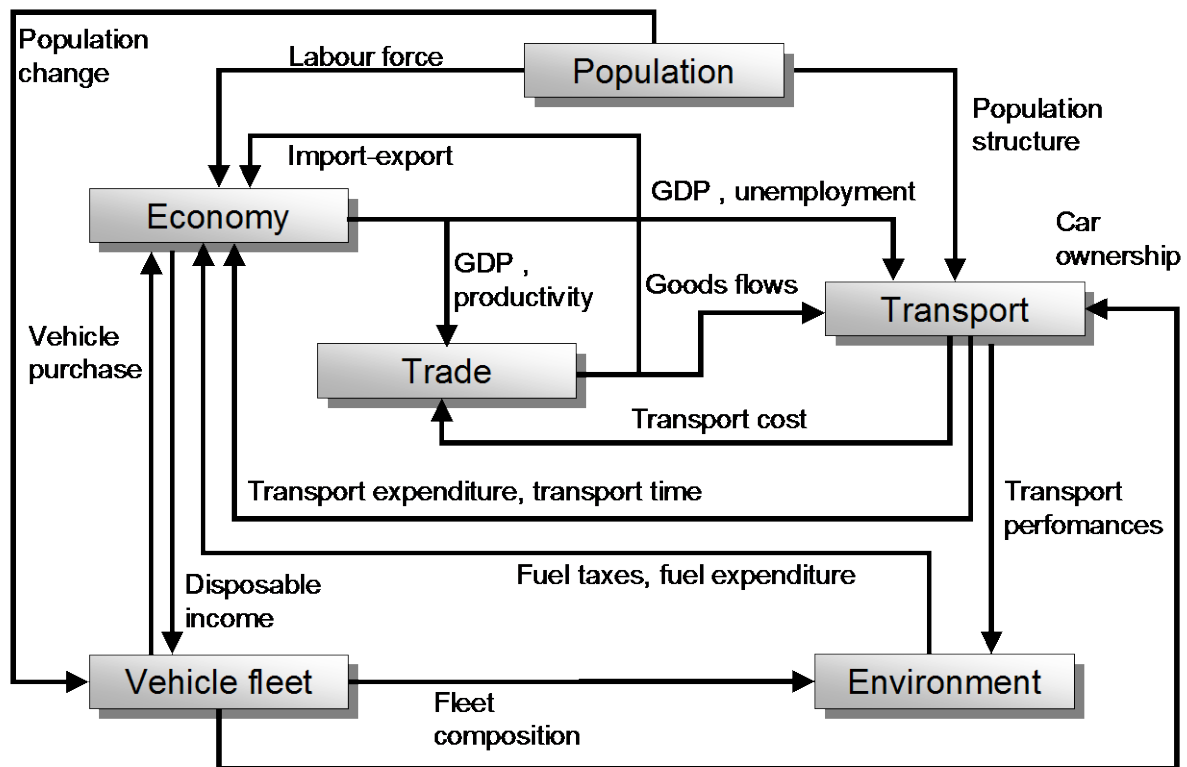 Population
change
Labour force
Population
Population
structure
Import-export
Economy
GDP , unemployment
Car
ownership
GDP ,
productivity
Goods flows
Transport
Vehicle
purchase
Trade
Transport cost
Transport expenditure, transport time
Transport
perfomances
Fuel taxes, fuel expenditure
Disposable
income
Vehicle fleet
Environment
Fleet
composition